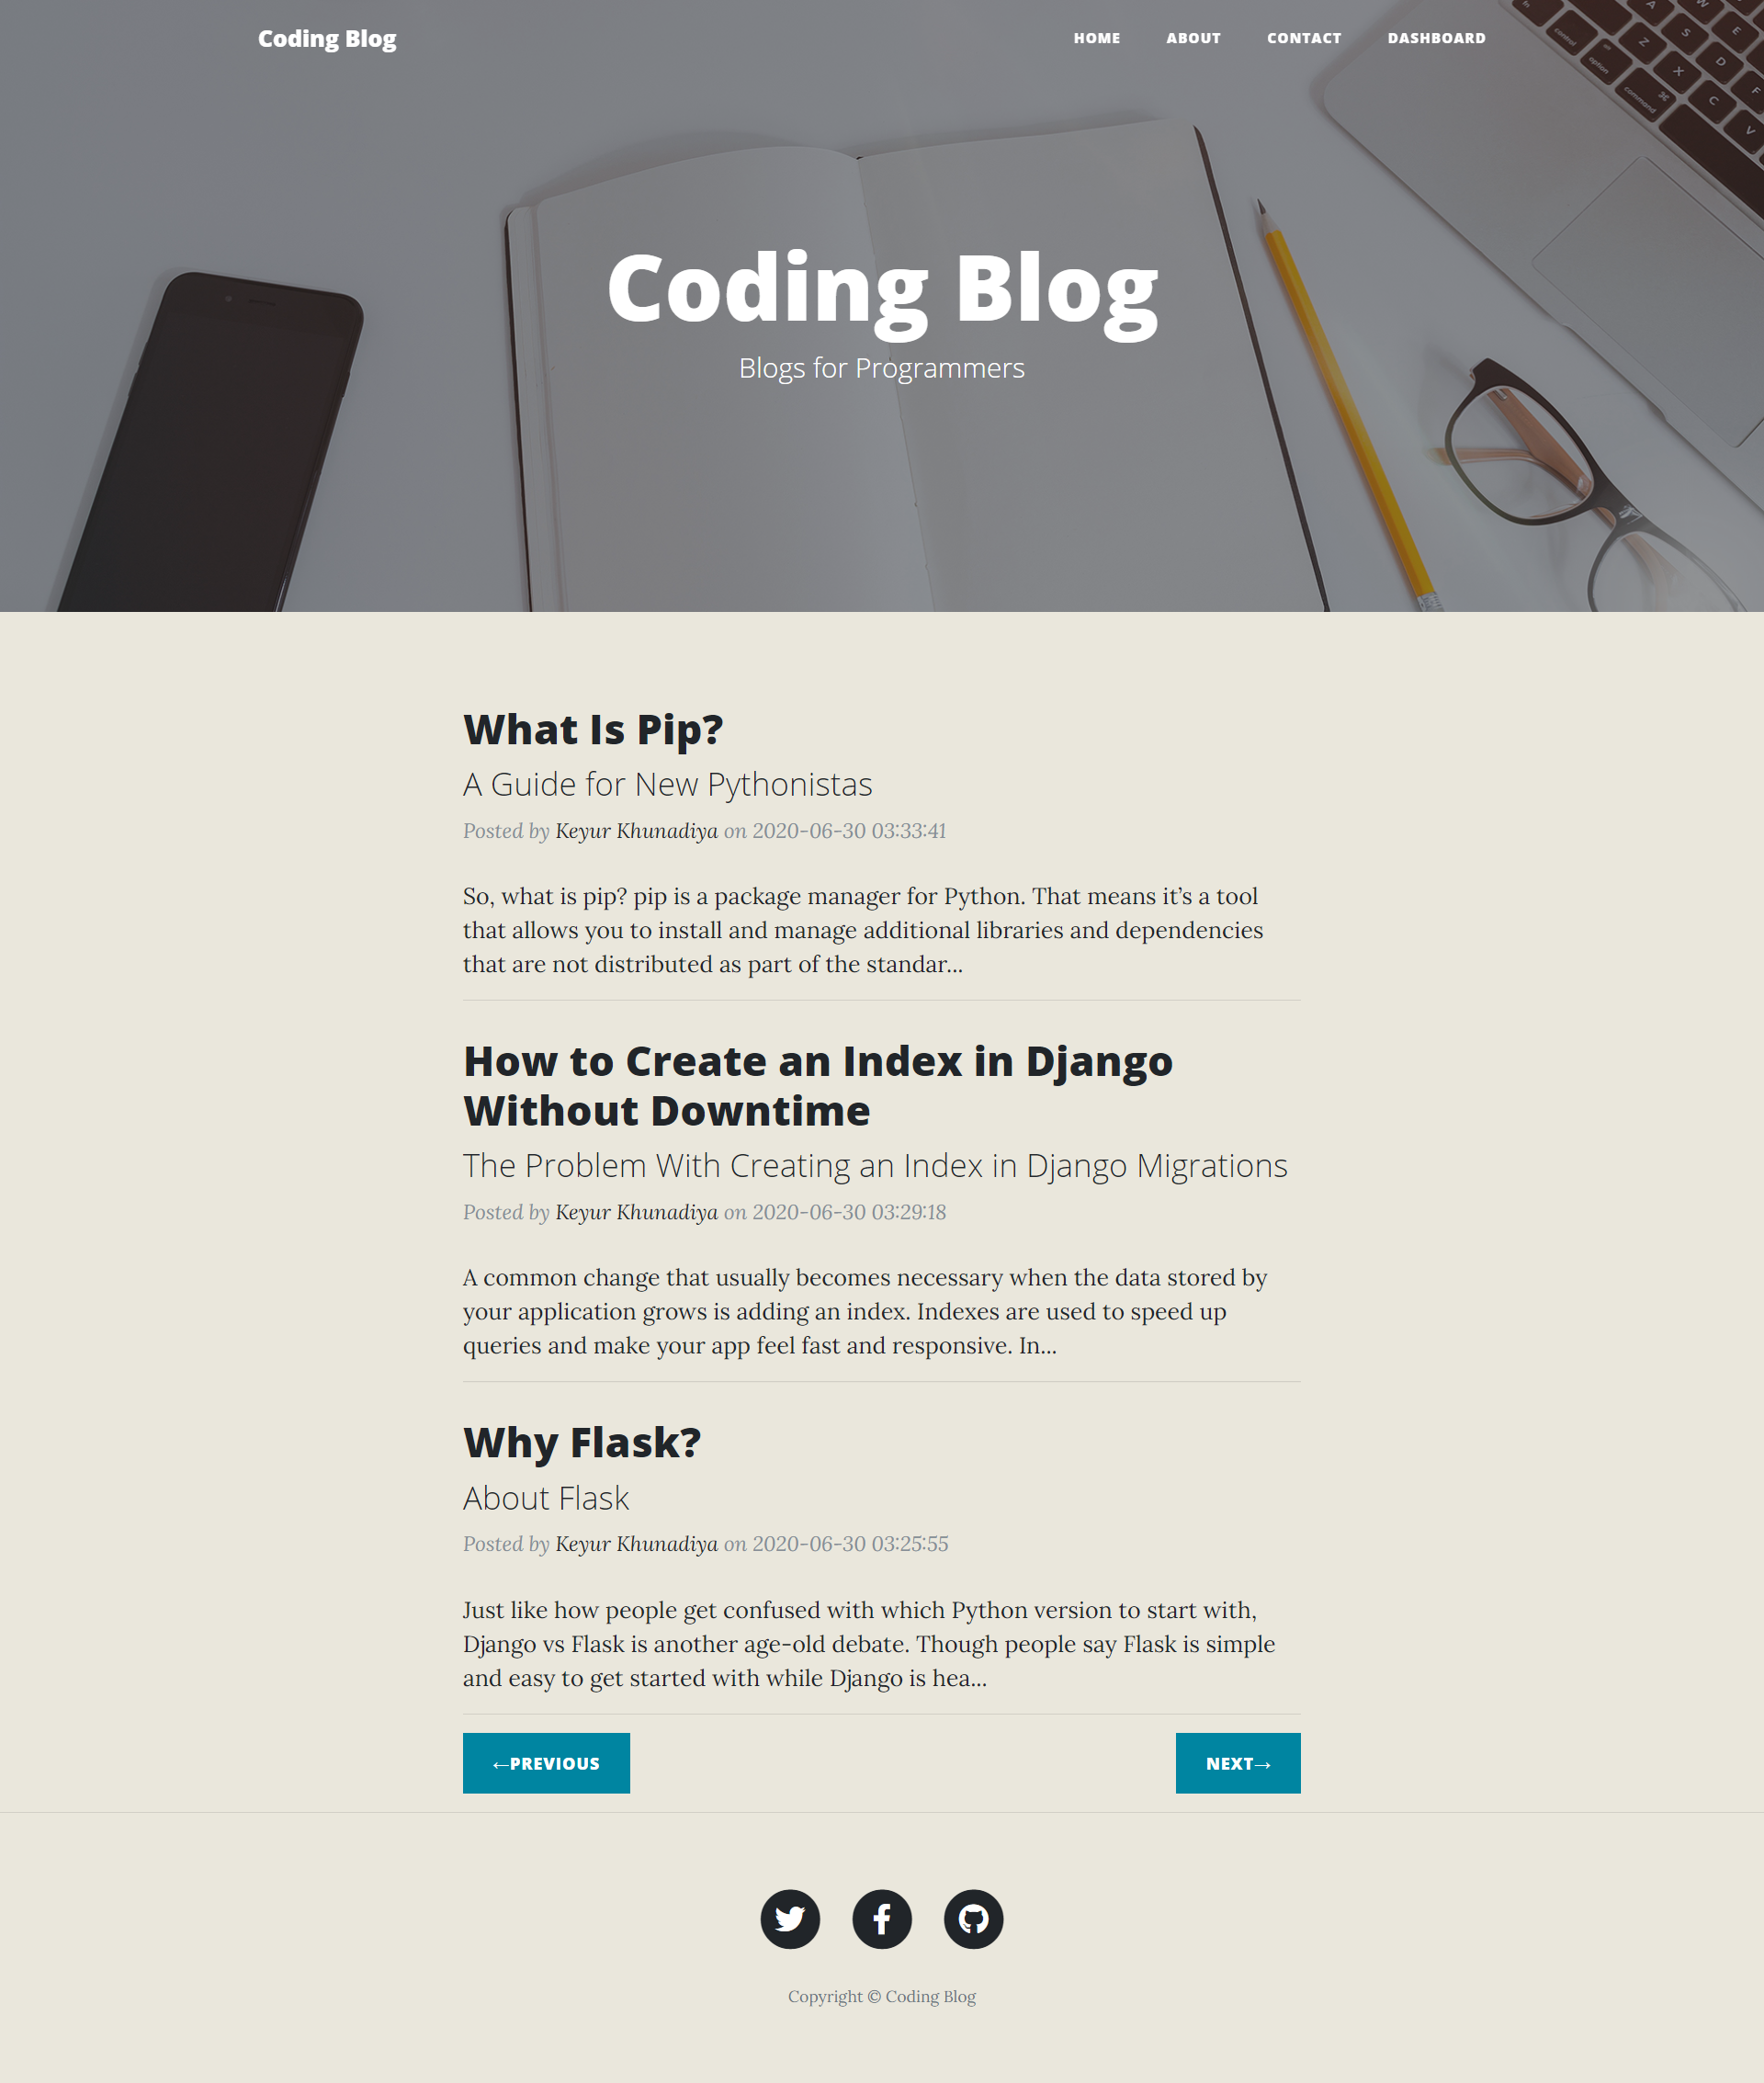 Coding Blog
HOME
ABOUT
CONTACT
DASHBOARD
fn
control
option
command
⌘
A
W
S
E
Z
D
X
F
C
V
Coding Blog
Blogs for Programmers
What Is Pip?
A Guide for New Pythonistas
Posted by Keyur Khunadiya on 2020-06-30 03:33:41
So, what is pip? pip is a package manager for Python. That means it’s a tool
that allows you to install and manage additional libraries and dependencies
that are not distributed as part of the standar...
How to Create an Index in Django
Without Downtime
The Problem With Creating an Index in Django Migrations
Posted by Keyur Khunadiya on 2020-06-30 03:29:18
A common change that usually becomes necessary when the data stored by
your application grows is adding an index. Indexes are used to speed up
queries and make your app feel fast and responsive. In...
Why Flask?
About Flask
Posted by Keyur Khunadiya on 2020-06-30 03:25:55
Just like how people get confused with which Python version to start with,
Django vs Flask is another age-old debate. Though people say Flask is simple
and easy to get started with while Django is hea...
←PREVIOUS
NEXT→
Copyright © Coding Blog